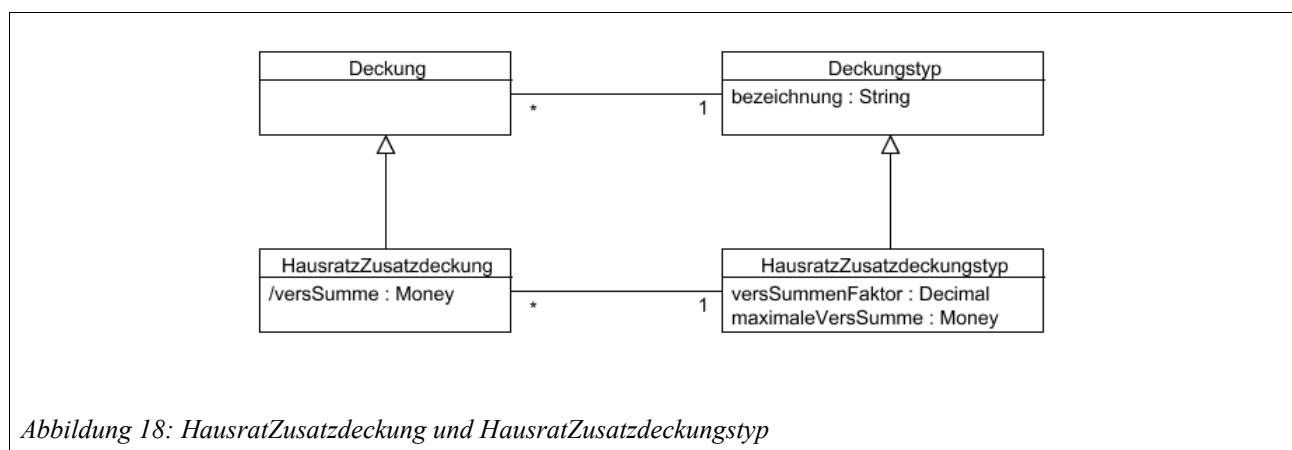 Deckung
Deckungstyp
bezeichnung : String
* 1
HausratzZusatzdeckung
/versSumme : Money
HausratzZusatzdeckungstyp
versSummenFaktor : Decimal
maximaleVersSumme : Money
* 1
Abbildung 18: HausratZusatzdeckung und HausratZusatzdeckungstyp